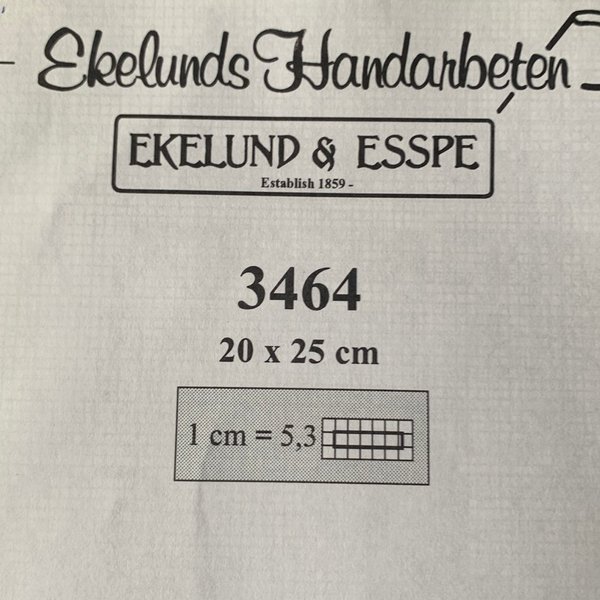 Ekelunds Handarbeten
EKELUND & ESSPE
Establish 1859 -
3464
20 x 25 cm
1 cm = 5,3